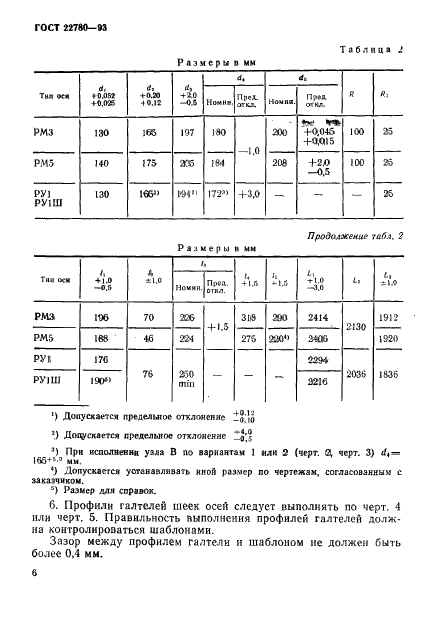 ГОСТ 22780—93
Таблица 2
Размеры в мм
Тип оси d₁ +0,052 +0,025 d₂ +0,20 +0,12 d₃ +2,0 —0,5 d₄ d₅ R R₁
Номин. Пред. откл. Номин. Пред. откл.
РМ3 130 165 197 180 —1,0 200 +0,045 +0,015 100 25
РМ5 140 175 205 184 208 +2,0 —0,5 100 25
РУ1 РУ1Ш 130 165¹) 194²) 172³) +3,0 — — — 25
Продолжение табл. 2
Размеры в мм
Тип оси l₁ +1,0 —0,5 l₂ ±1,0 l₃ l₄ +1,5 l₅ +1,5 L₁ +1,0 —3,0 L₂ L₃ ±1,0
Номин. Пред. откл.
РМ3 196 70 226 +1,5 318 290 2414 2130 1912
РМ5 188 46 224 275 220⁴) 2406 1920
РУ1 176 76 250 min — — — 2294 2036 1836
РУ1Ш 190⁵) 2216
¹) Допускается предельное отклонение +0,12 —0,10
²) Допускается предельное отклонение +4,0 —0,5
³) При исполнении узла В по вариантам 1 или 2 (черт. 2, черт. 3) d₄=
165⁺⁵·⁰ мм.
⁴) Допускается устанавливать иной размер по чертежам, согласованным с
заказчиком.
⁵) Размер для справок.
6. Профили галтелей шеек осей следует выполнять по черт. 4
или черт. 5. Правильность выполнения профилей галтелей долж-
на контролироваться шаблонами.
Зазор между профилем галтели и шаблоном не должен быть
более 0,4 мм.
6